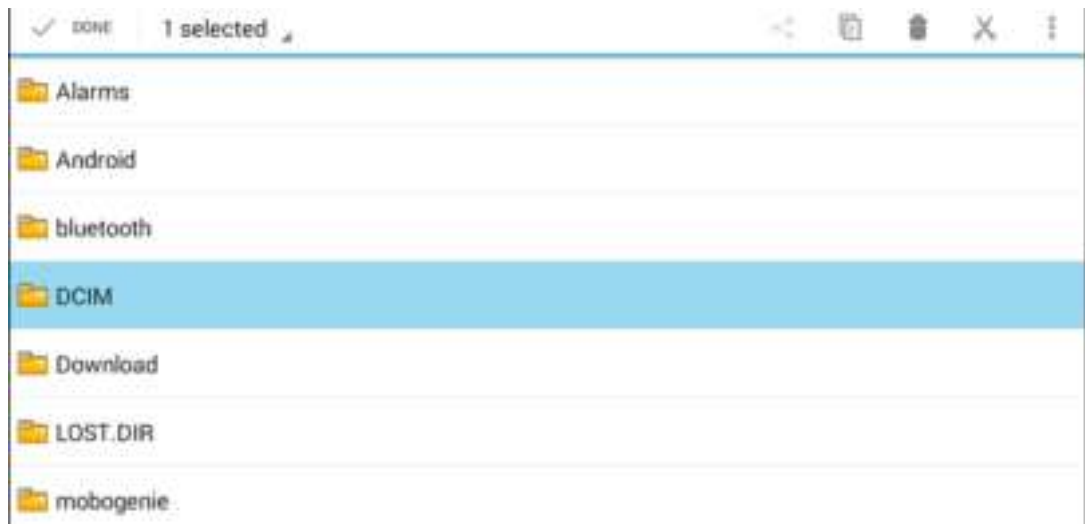 DONE 1 selected
Alarms
Android
bluetooth
DCIM
Download
LOST.DIR
mobogenie